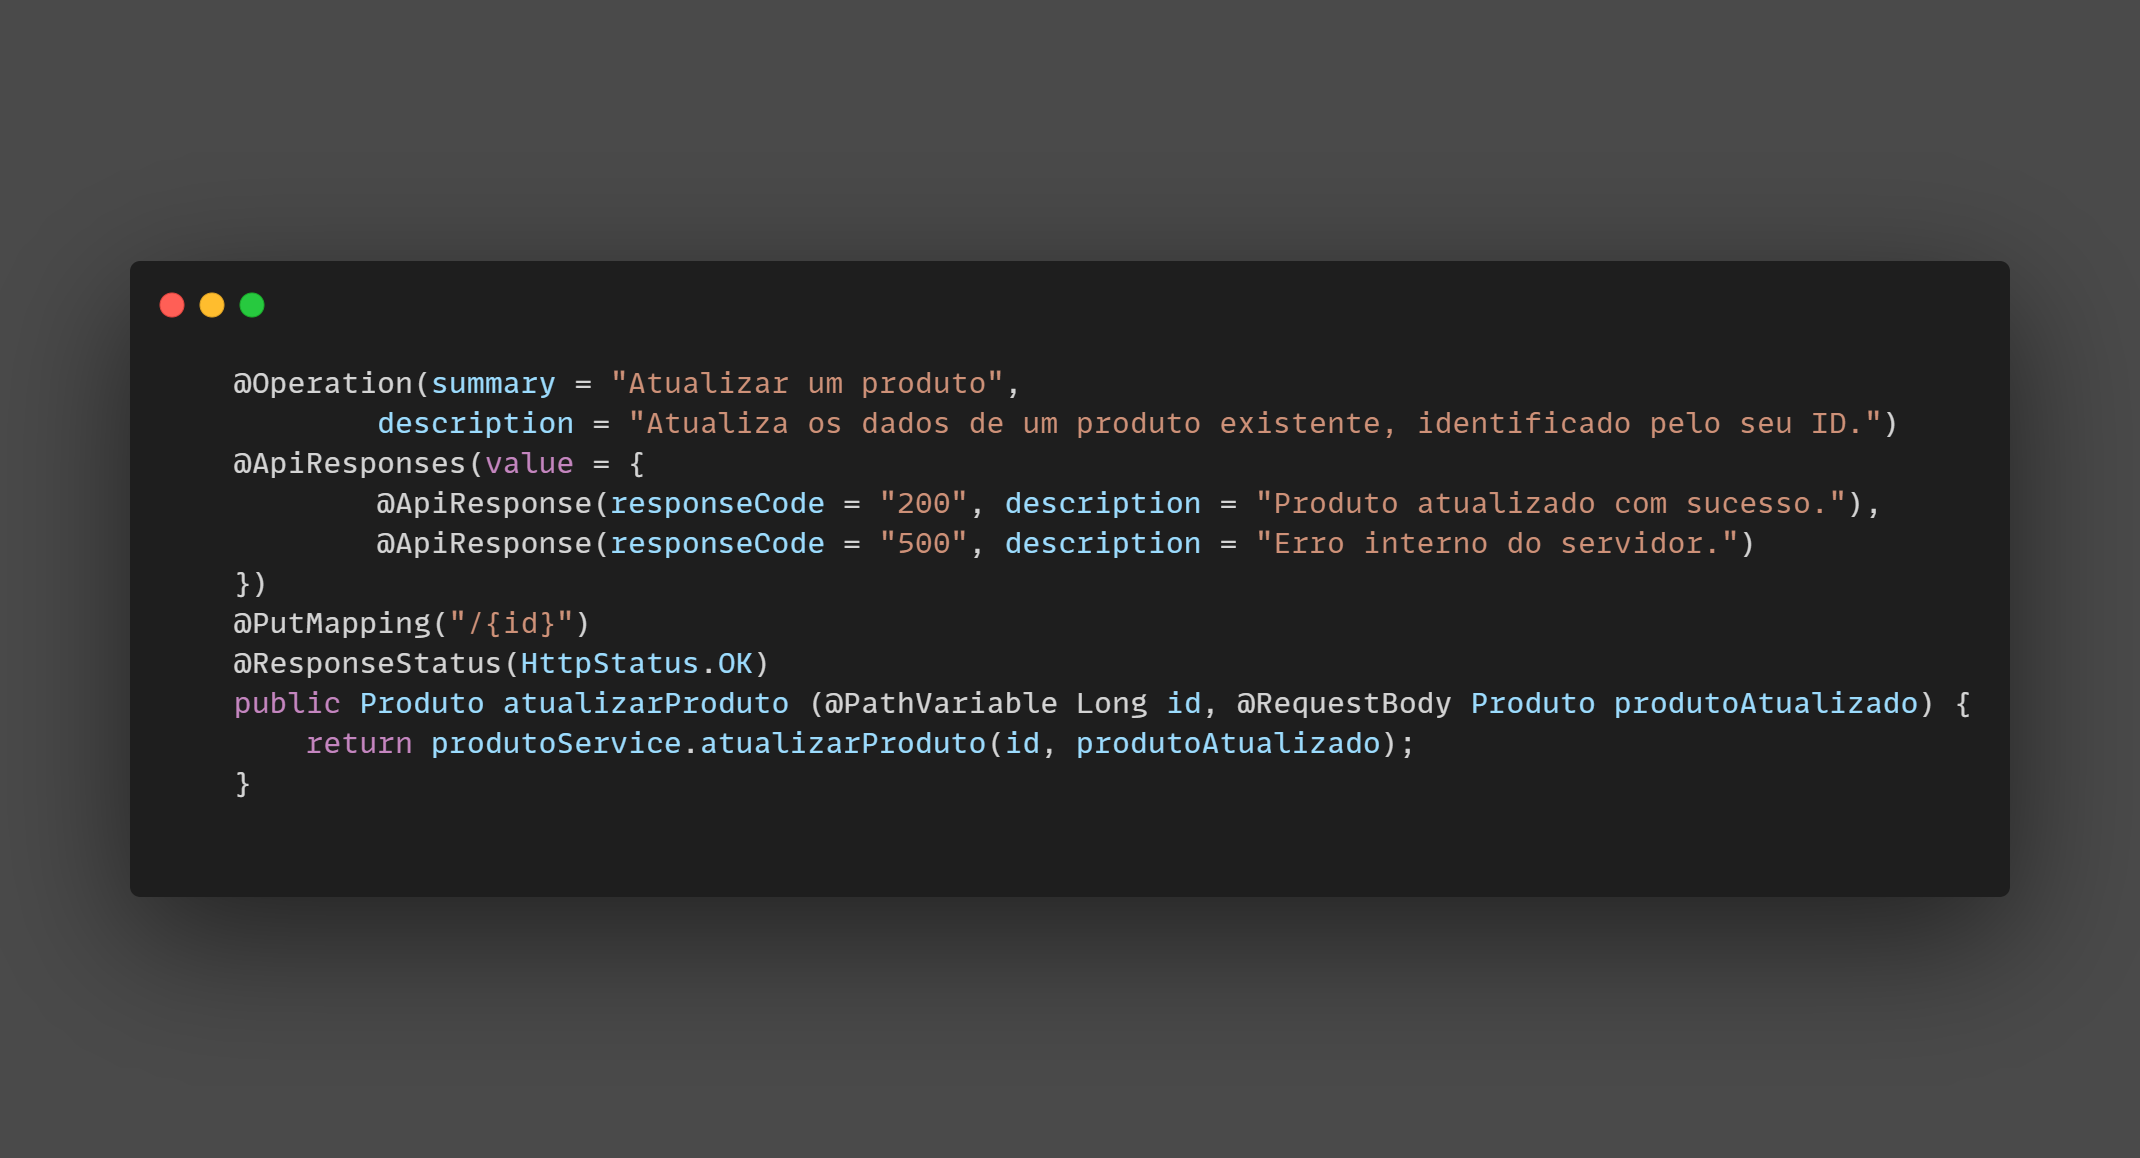 @Operation(summary = "Atualizar um produto",
        description = "Atualiza os dados de um produto existente, identificado pelo seu ID.")
@ApiResponses(value = {
        @ApiResponse(responseCode = "200", description = "Produto atualizado com sucesso."),
        @ApiResponse(responseCode = "500", description = "Erro interno do servidor.")
})
@PutMapping("/{id}")
@ResponseStatus(HttpStatus.OK)
public Produto atualizarProduto (@PathVariable Long id, @RequestBody Produto produtoAtualizado) {
    return produtoService.atualizarProduto(id, produtoAtualizado);
}